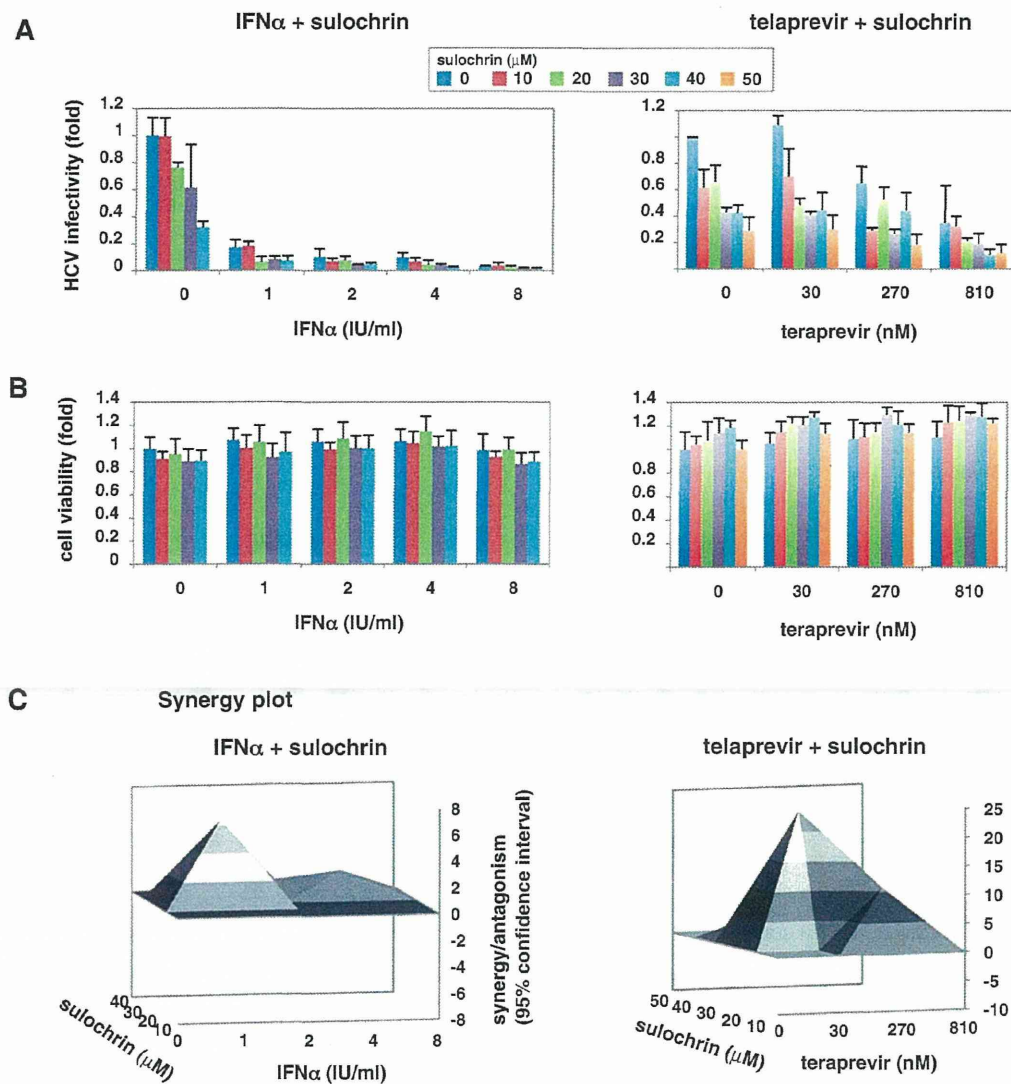 A
IFNα + sulochrin
telaprevir + sulochrin
sulochrin (μM)
0 10 20 30 40 50
HCV infectivity (fold)
1.2
1
0.8
0.6
0.4
0.2
0
0 1 2 4 8
IFNα (IU/ml)
1.2
1
0.8
0.6
0.4
0.2
0 30 270 810
teraprevir (nM)
B
cell viability (fold)
1.4
1.2
1
0.8
0.6
0.4
0.2
0
0 1 2 4 8
IFNα (IU/ml)
1.4
1.2
1
0.8
0.6
0.4
0.2
0 30 270 810
teraprevir (nM)
C
Synergy plot
IFNα + sulochrin
telaprevir + sulochrin
8
6
4
2
0
-2
-4
-6
-8
synergy/antagonism
(95% confidence interval)
40
30
20
10
sulochrin (μM)
0 1 2 4 8
IFNα (IU/ml)
25
20
15
10
5
0
-5
-10
50 40 30 20 10
sulochrin (μM)
0 30 270 810
teraprevir (nM)